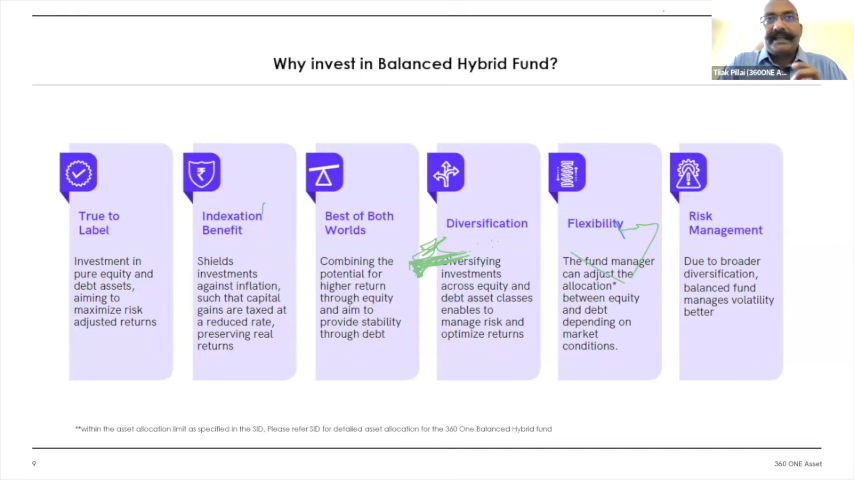 Why invest in Balanced Hybrid Fund?
Tilak Pillai (360ONE A...
True to
Label
Investment in
pure equity and
debt assets,
aiming to
maximize risk
adjusted returns
Indexation
Benefit
Shields
investments
against inflation,
such that capital
gains are taxed at
a reduced rate,
preserving real
returns
Best of Both
Worlds
Combining the
potential for
higher return
through equity
and aim to
provide stability
through debt
Diversification
Diversifying
investments
across equity and
debt asset classes
enables to
manage risk and
optimize returns
Flexibility
The fund manager
can adjust the
allocation*
between equity
and debt
depending on
market
conditions.
Risk
Management
Due to broader
diversification,
balanced fund
manages volatility
better
**within the asset allocation limit as specified in the SID, Please refer SID for detailed asset allocation for the 360 One Balanced Hybrid fund
9
360 ONE Asset